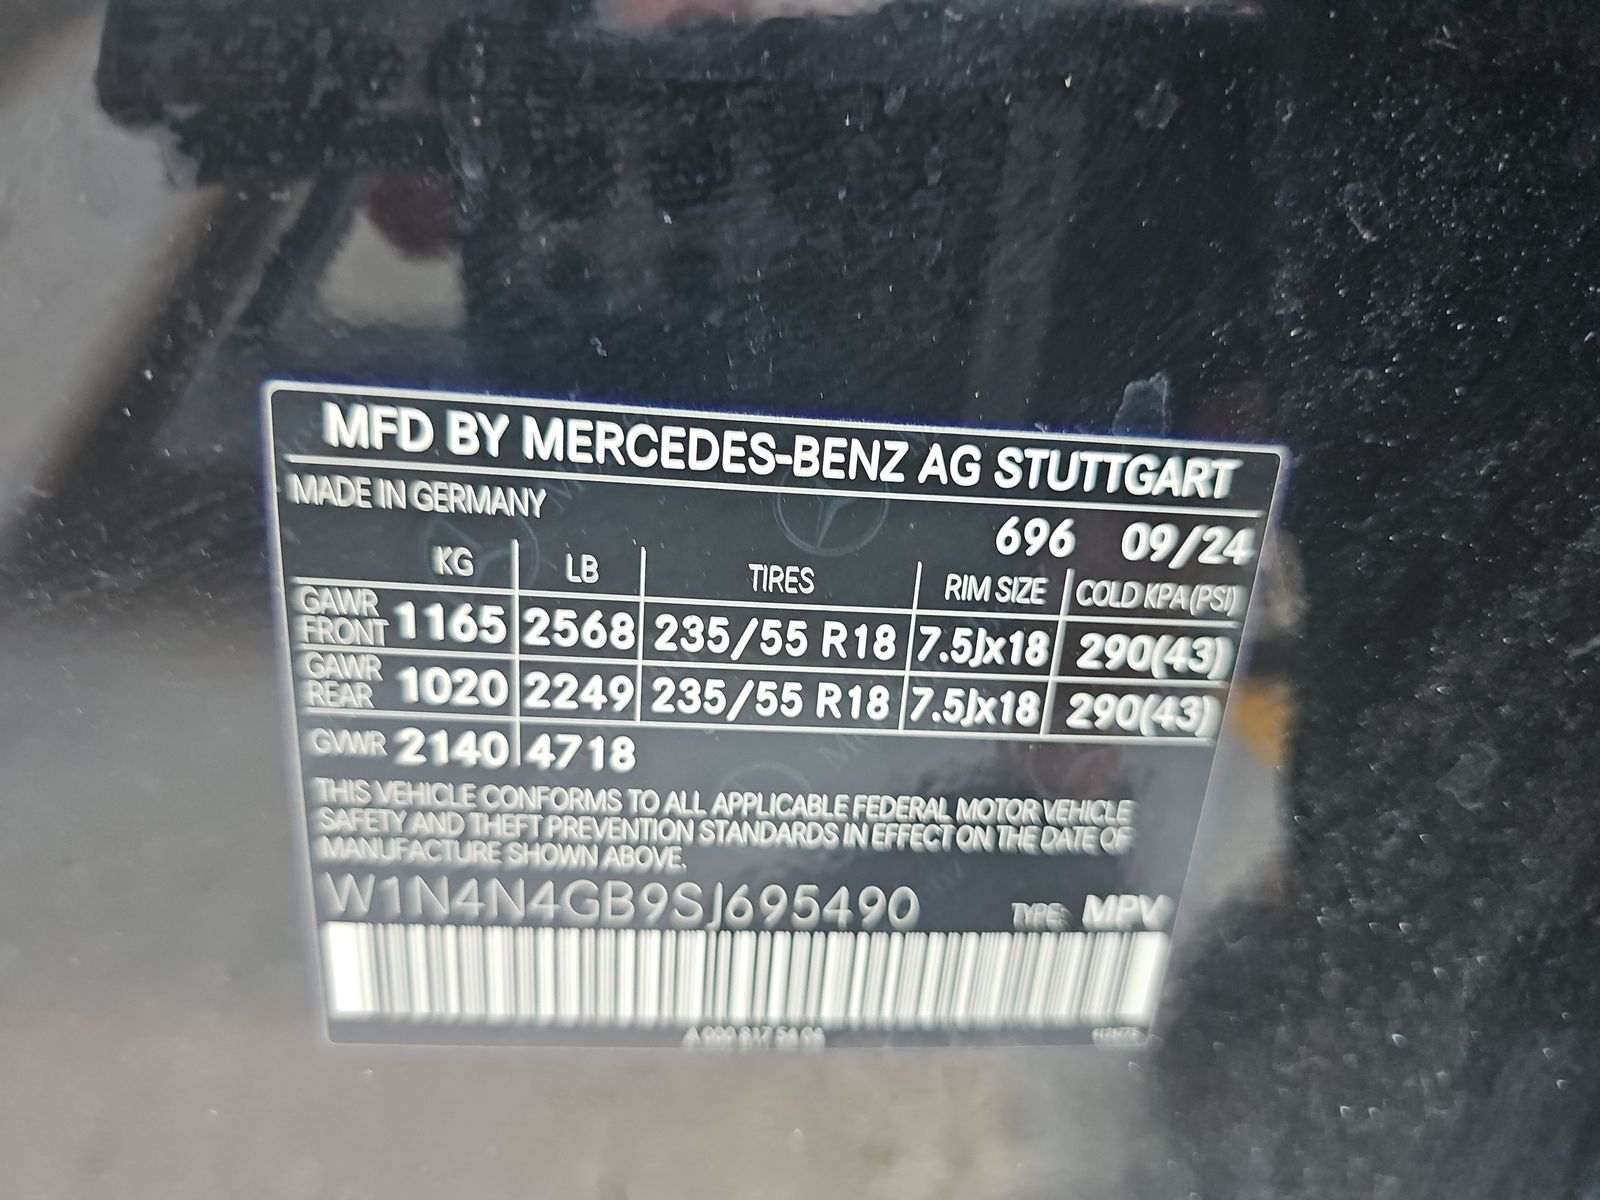 MFD BY MERCEDES-BENZ AG STUTTGART
MADE IN GERMANY
696 09/24
KG LB TIRES RIM SIZE COLD KPA (PSI)
GAWR FRONT 1165 2568 235/55 R18 7.5Jx18 290(43)
GAWR REAR 1020 2249 235/55 R18 7.5Jx18 290(43)
GVWR 2140 4718
THIS VEHICLE CONFORMS TO ALL APPLICABLE FEDERAL MOTOR VEHICLE
SAFETY AND THEFT PREVENTION STANDARDS IN EFFECT ON THE DATE OF
MANUFACTURE SHOWN ABOVE.
W1N4N4GB9SJ695490 TYPE: MPV